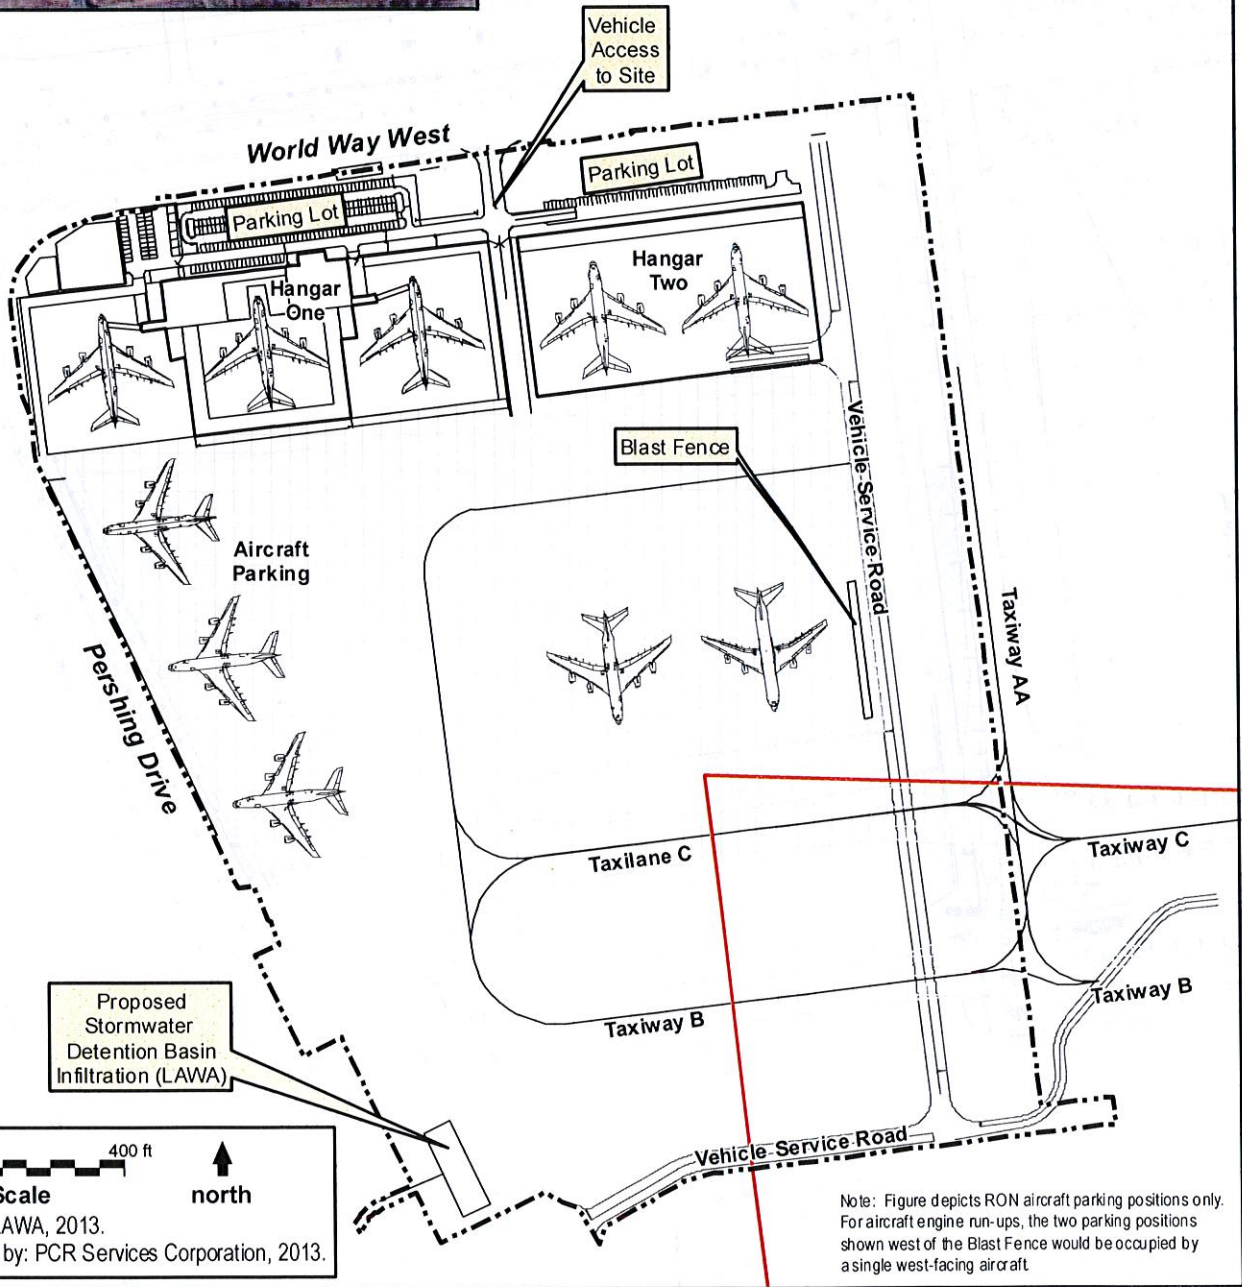 Vehicle
Access
to Site
World Way West
Parking Lot
Parking Lot
Hangar
One
Hangar
Two
Blast Fence
Vehicle Service Road
Aircraft
Parking
Taxiway AA
Pershing Drive
Taxilane C
Taxiway C
Taxiway B
Taxiway B
Proposed
Stormwater
Detention Basin
Infiltration (LAWA)
Vehicle Service Road
400 ft
north
AWA, 2013.
by: PCR Services Corporation, 2013.
Note: Figure depicts RON aircraft parking positions only.
For aircraft engine run-ups, the two parking positions
shown west of the Blast Fence would be occupied by
a single west-facing aircraft.